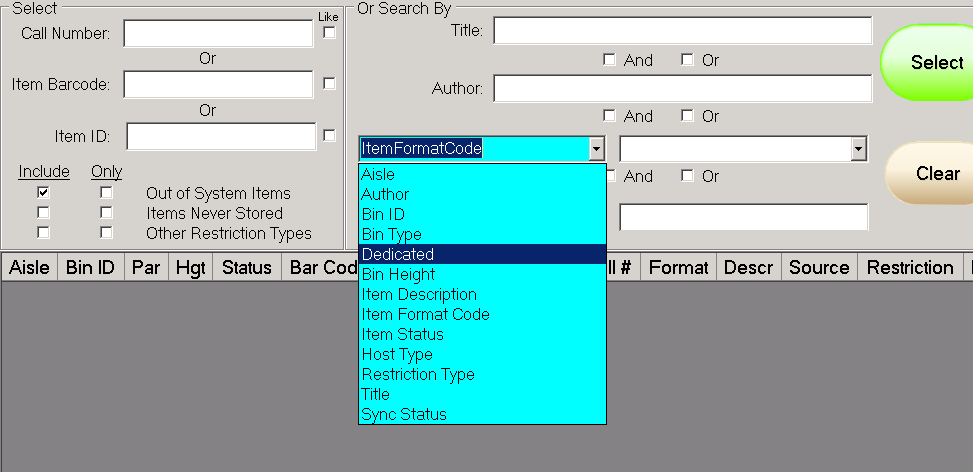 Select
Like
Call Number:
Or
Item Barcode:
Or
Item ID:
Include Only
Out of System Items
Items Never Stored
Other Restriction Types
Or Search By
Title:
And Or
Author:
And Or
ItemFormatCode
And Or
Aisle
Author
Bin ID
Bin Type
Dedicated
Bin Height
Item Description
Item Format Code
Item Status
Host Type
Restriction Type
Title
Sync Status
Select
Clear
Aisle Bin ID Par Hgt Status Bar Cod ll # Format Descr Source Restriction